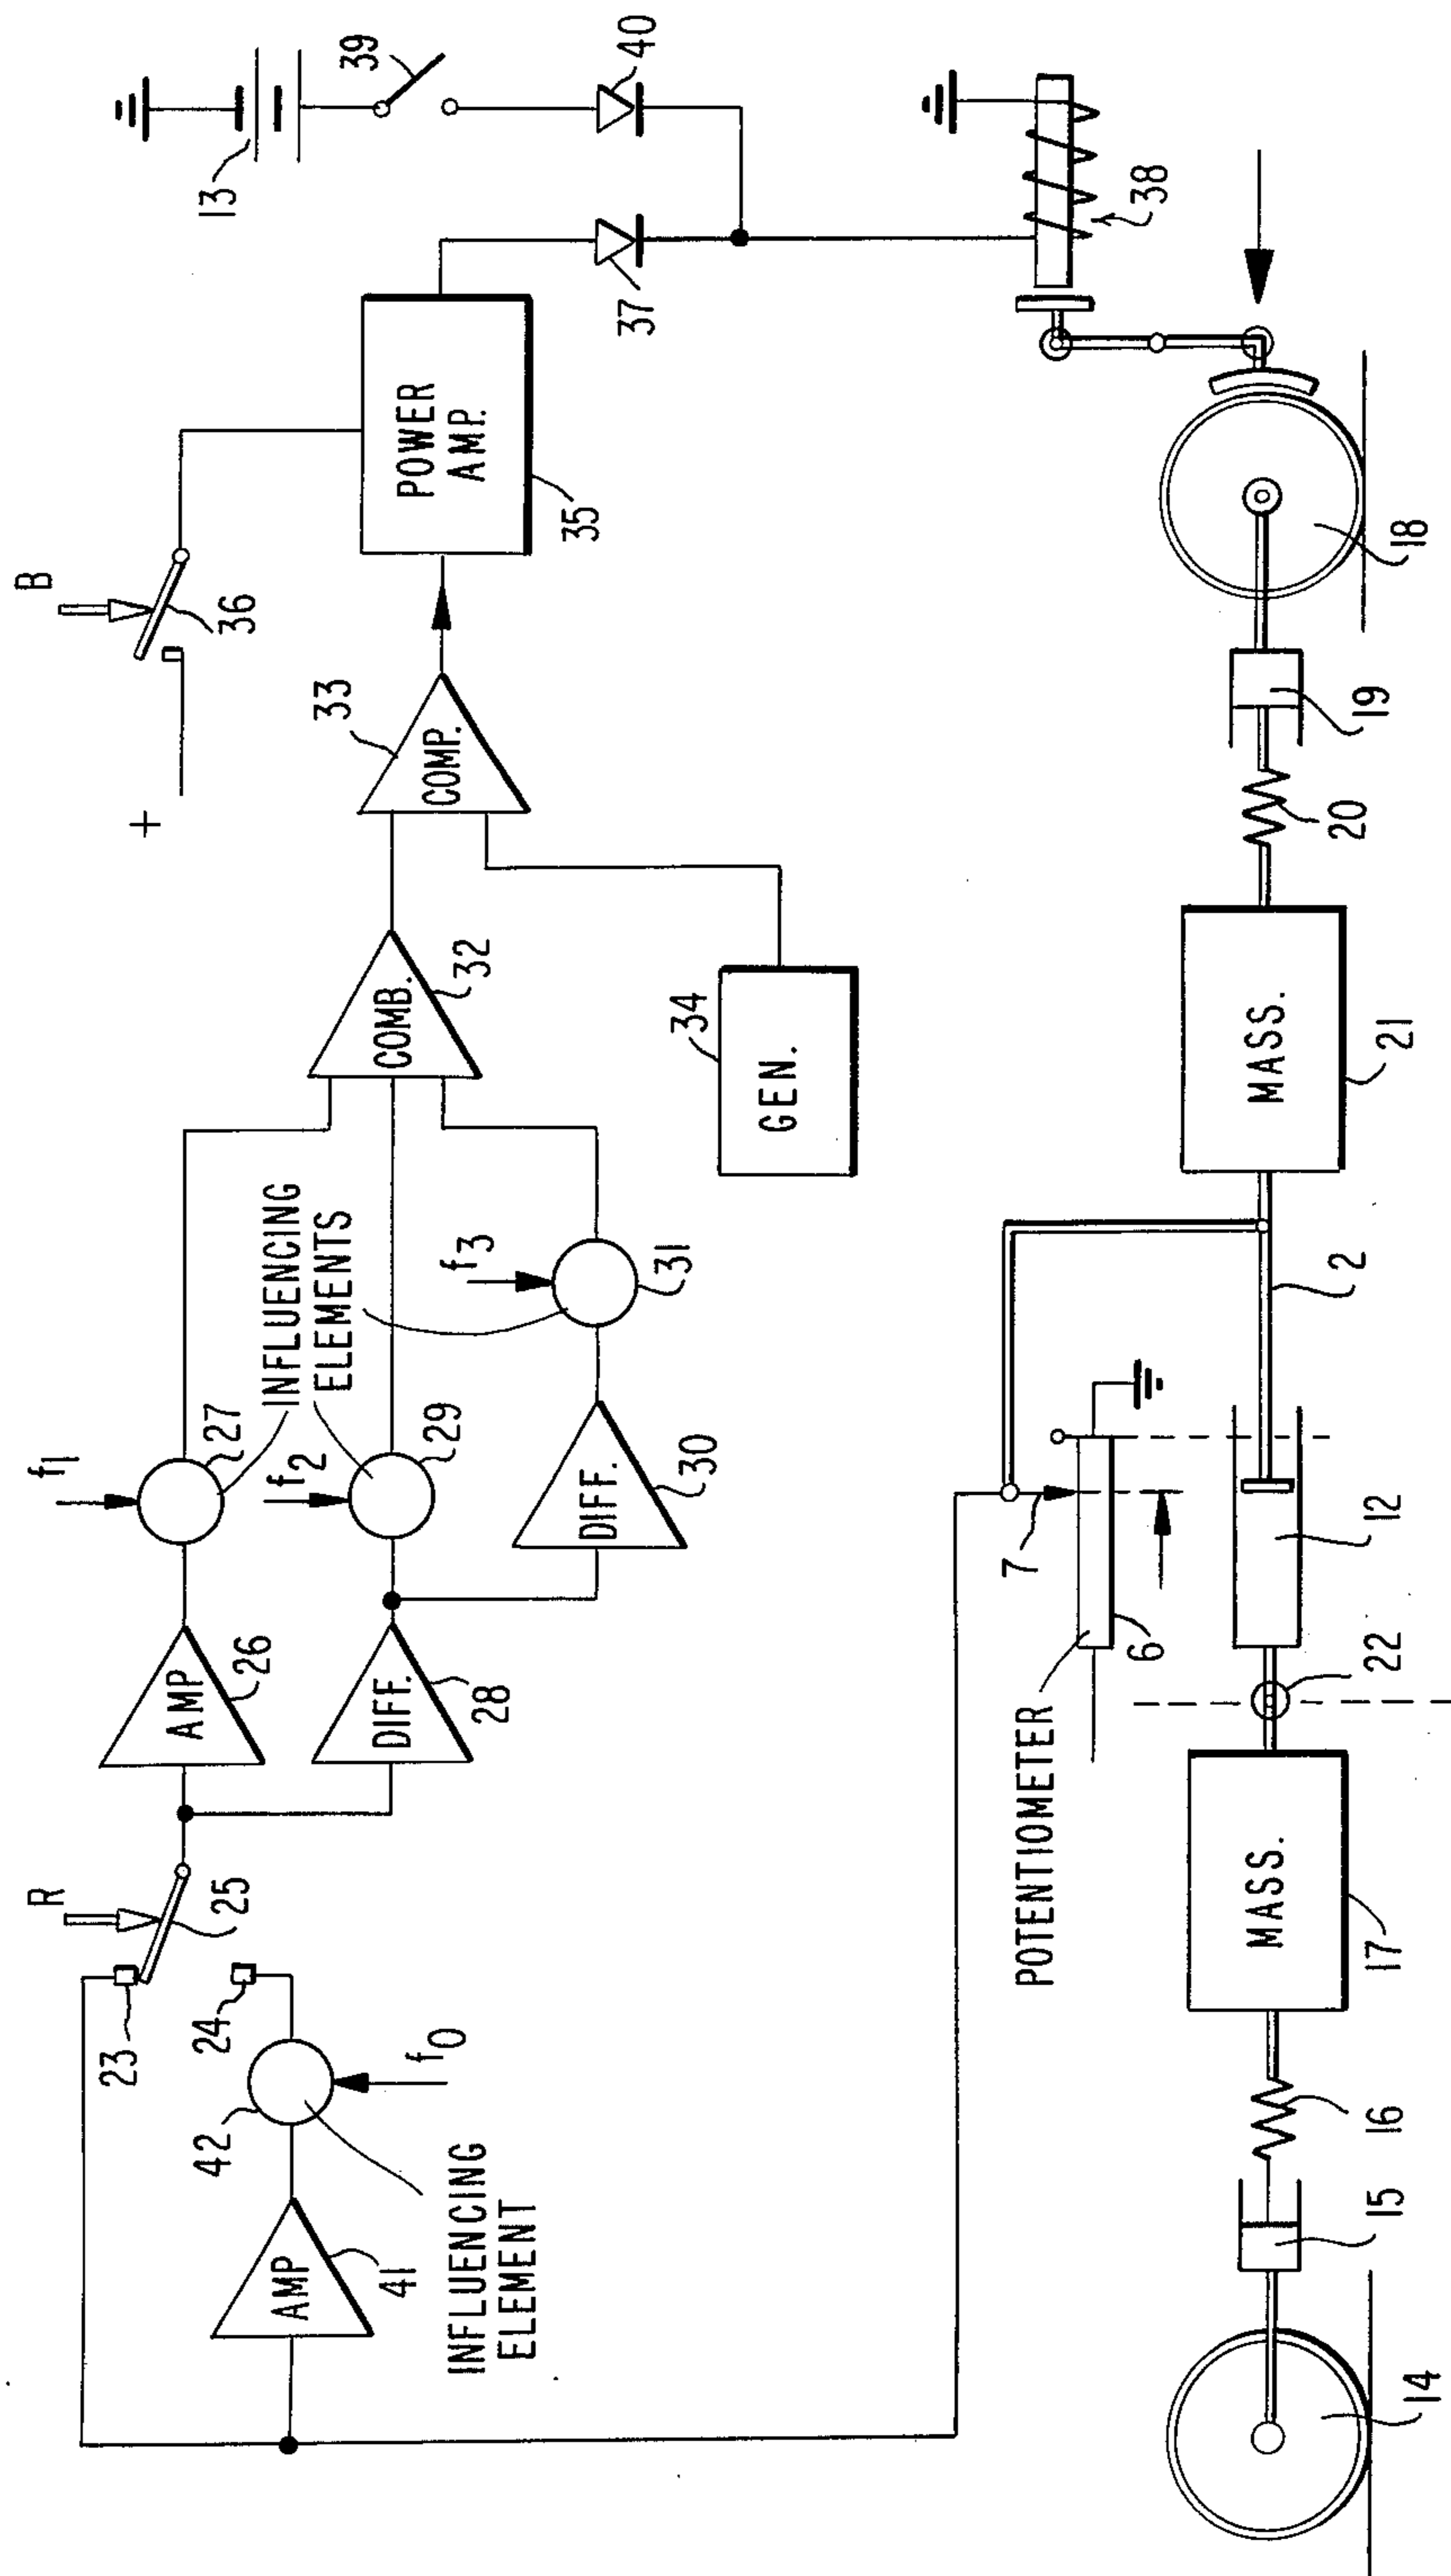 13
39
40
B
+
36
POWER
AMP.
35
37
38
33
COMP.
COMB.
32
34
GEN.
f1
27
INFLUENCING
ELEMENTS
f2
29
f3
31
R
25
23
24
AMP
26
DIFF.
28
DIFF.
30
42
f0
AMP
41
INFLUENCING
ELEMENT
POTENTIOMETER
7
6
14
15
16
MASS.
17
22
12
2
MASS.
21
20
19
18